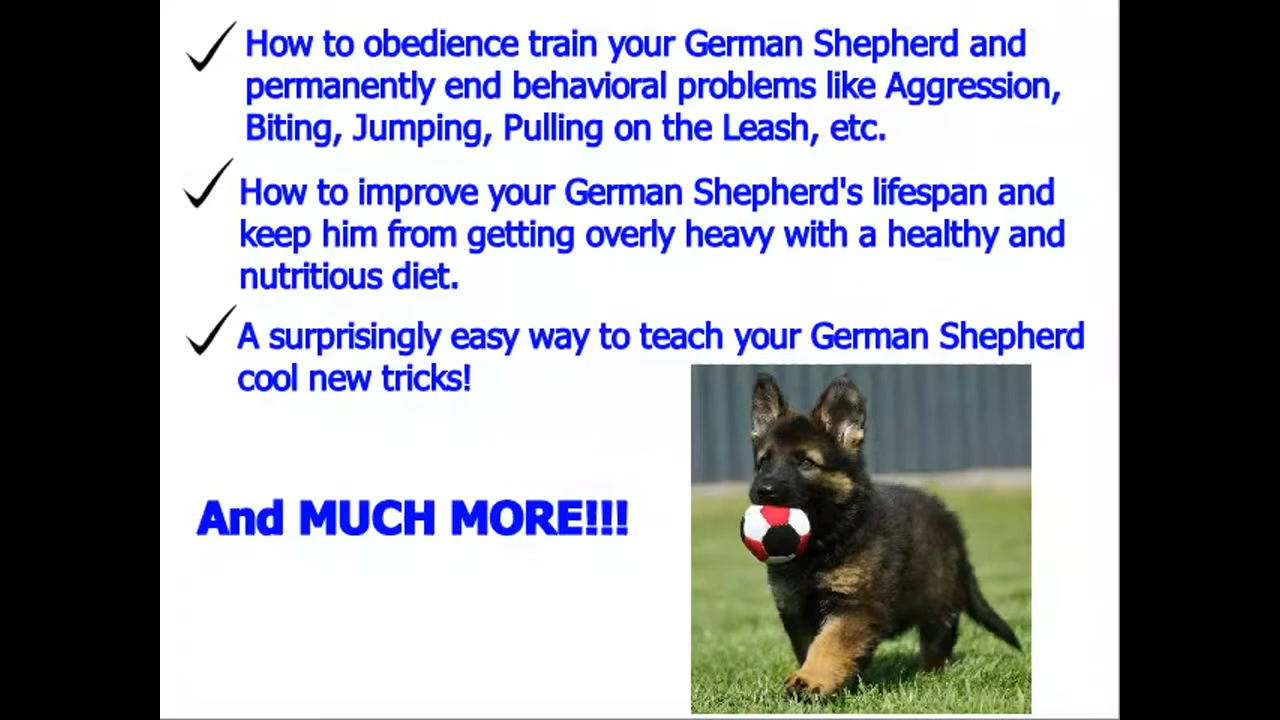 How to obedience train your German Shepherd and
permanently end behavioral problems like Aggression,
Biting, Jumping, Pulling on the Leash, etc.
How to improve your German Shepherd's lifespan and
keep him from getting overly heavy with a healthy and
nutritious diet.
A surprisingly easy way to teach your German Shepherd
cool new tricks!
And MUCH MORE!!!